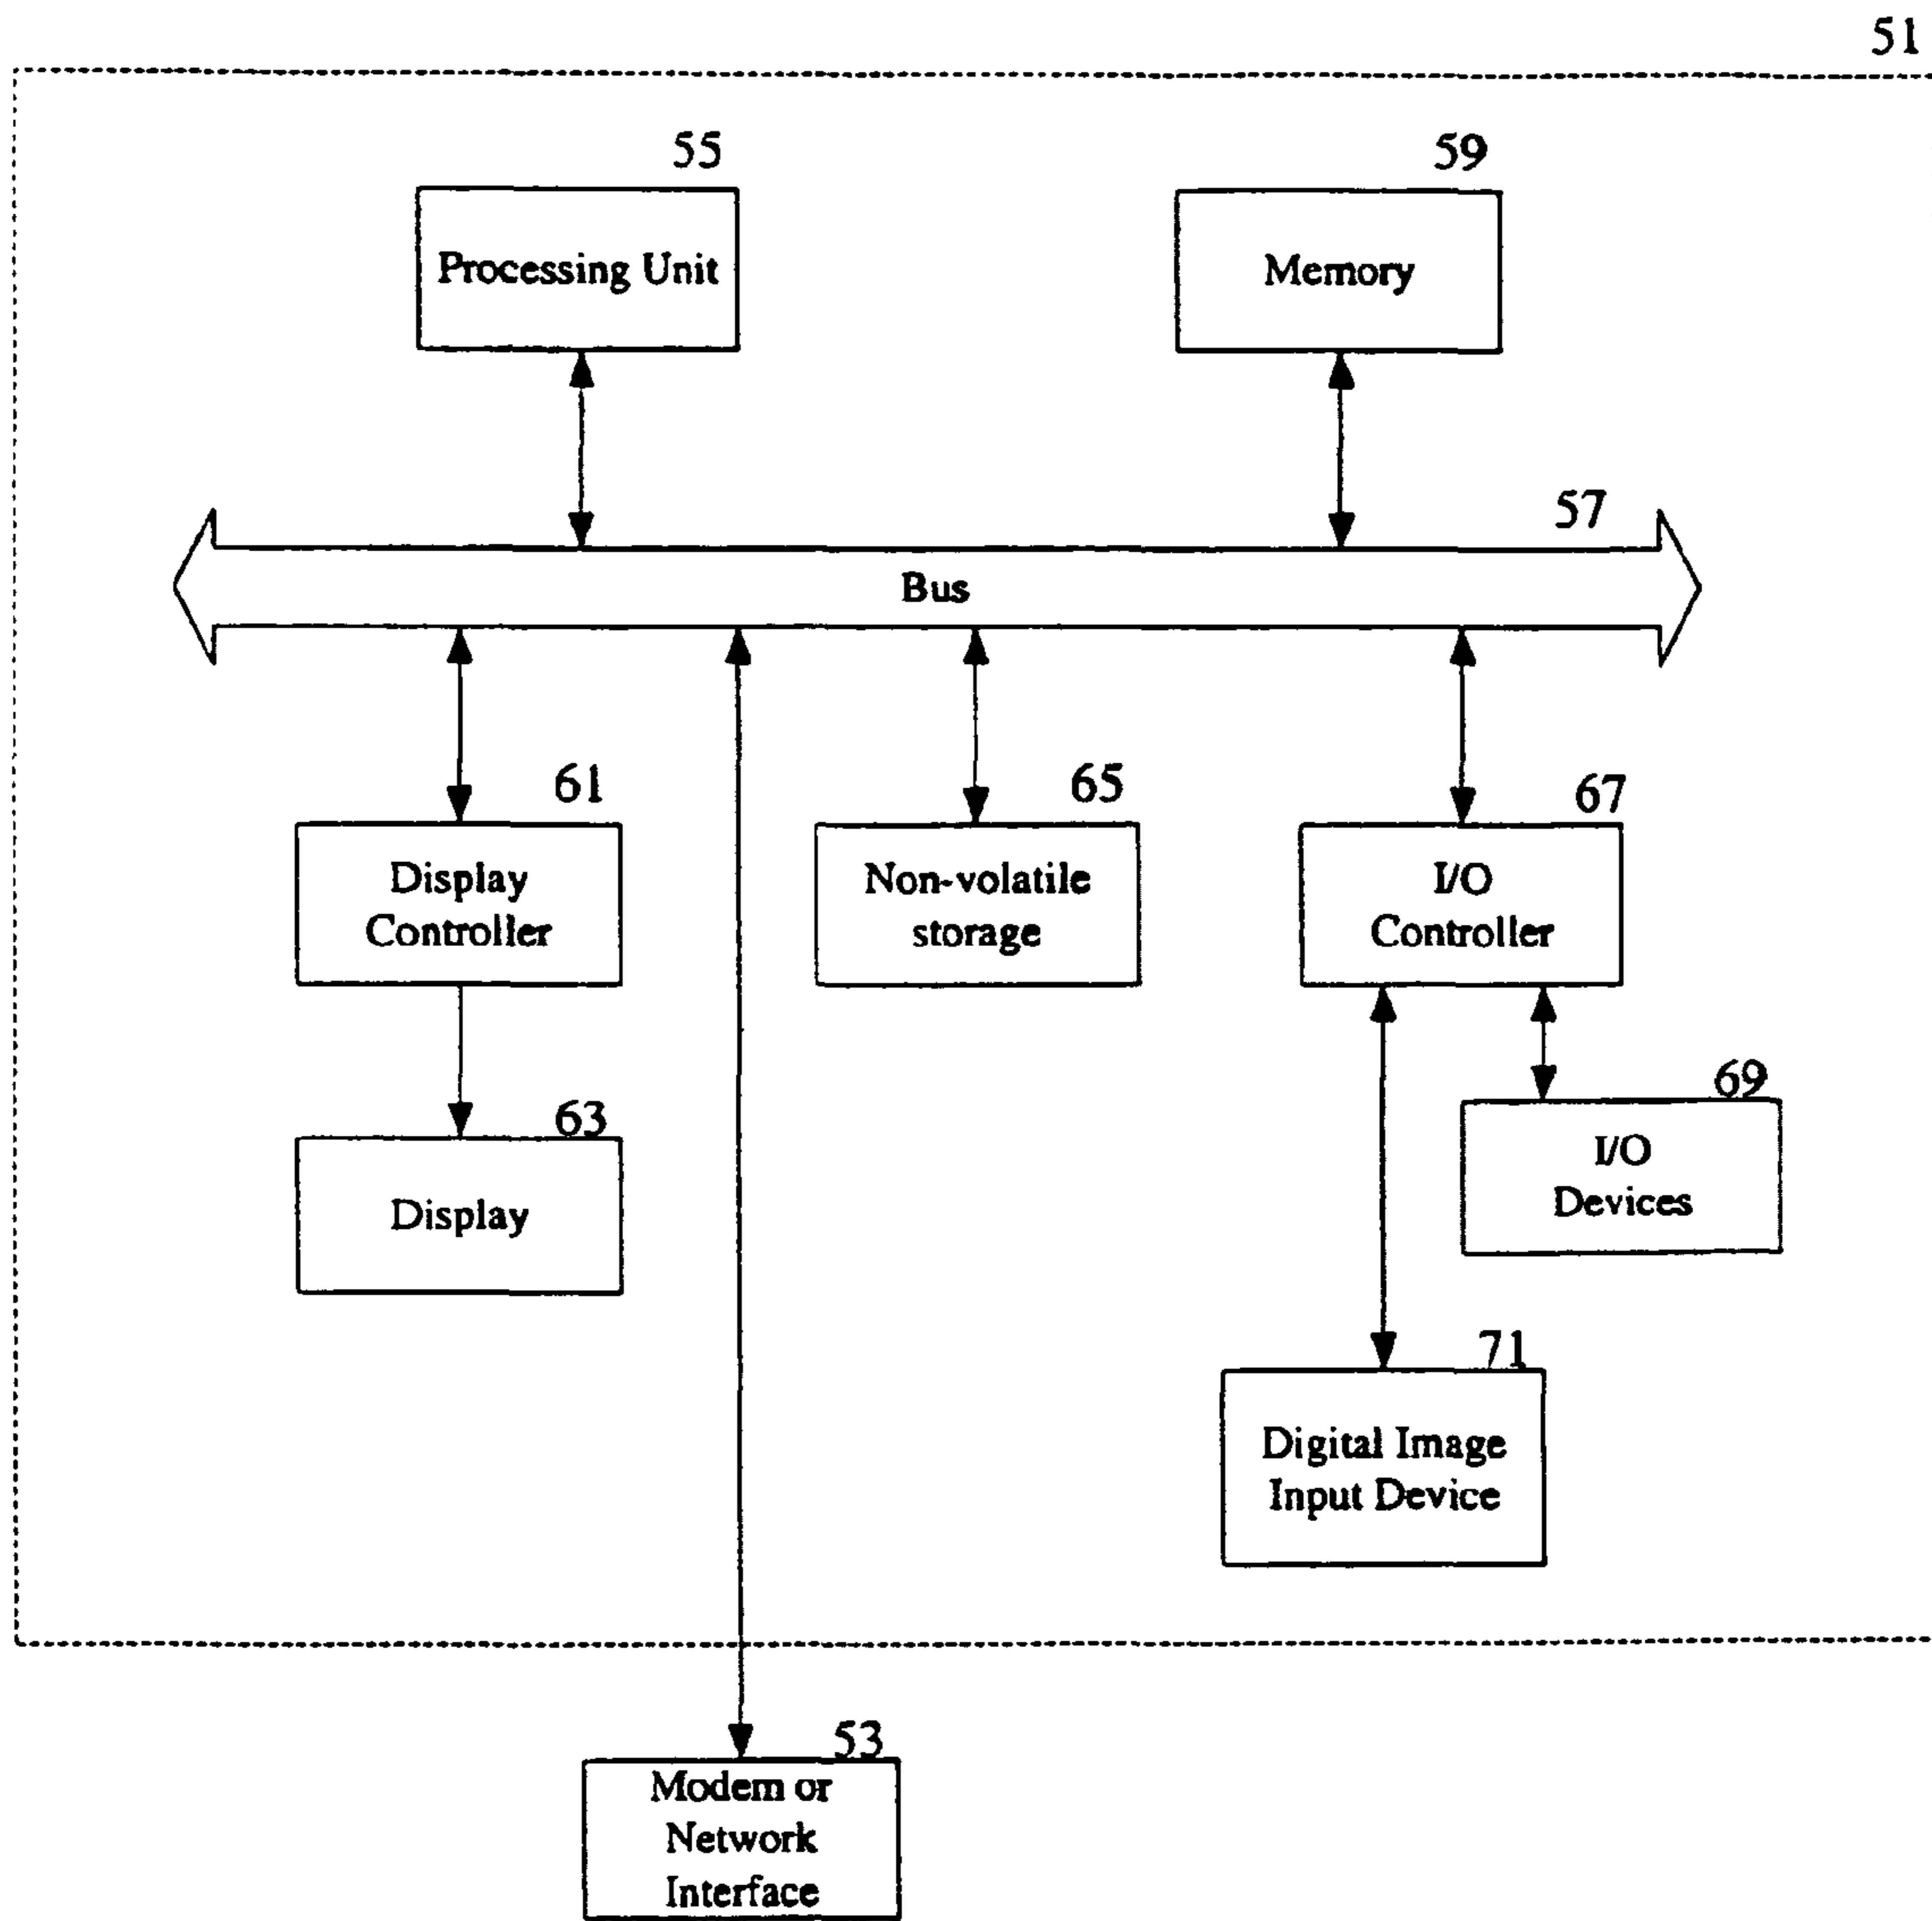 51
55
59
Processing Unit
Memory
57
Bus
61
65
67
Display
Controller
Non-volatile
storage
I/O
Controller
63
69
Display
I/O
Devices
71
Digital Image
Input Device
53
Modem or
Network
Interface